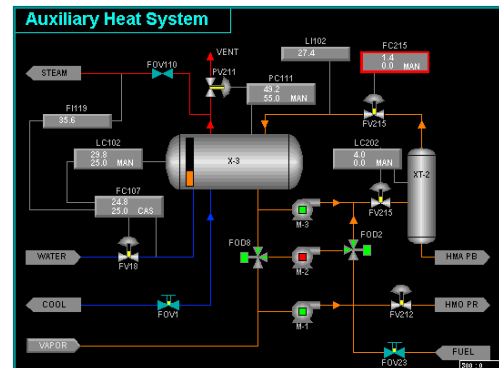 Auxiliary Heat System
LI102
27.4
FC215
1.4
0.0 MAN
VENT
STEAM
FOV110
PV211
PC111
49.2
55.0 MAN
FI119
35.6
FV215
LC102
29.8
25.0 MAN
X-3
LC202
4.0
0.0 MAN
XT-2
FC107
24.8
25.0 CAS
FV215
M-3
FOD8
FOD2
WATER
FV18
M-2
HMA PB
COOL
FOV1
HMO PR
M-1
FV212
VAPOR
FOV23
FUEL